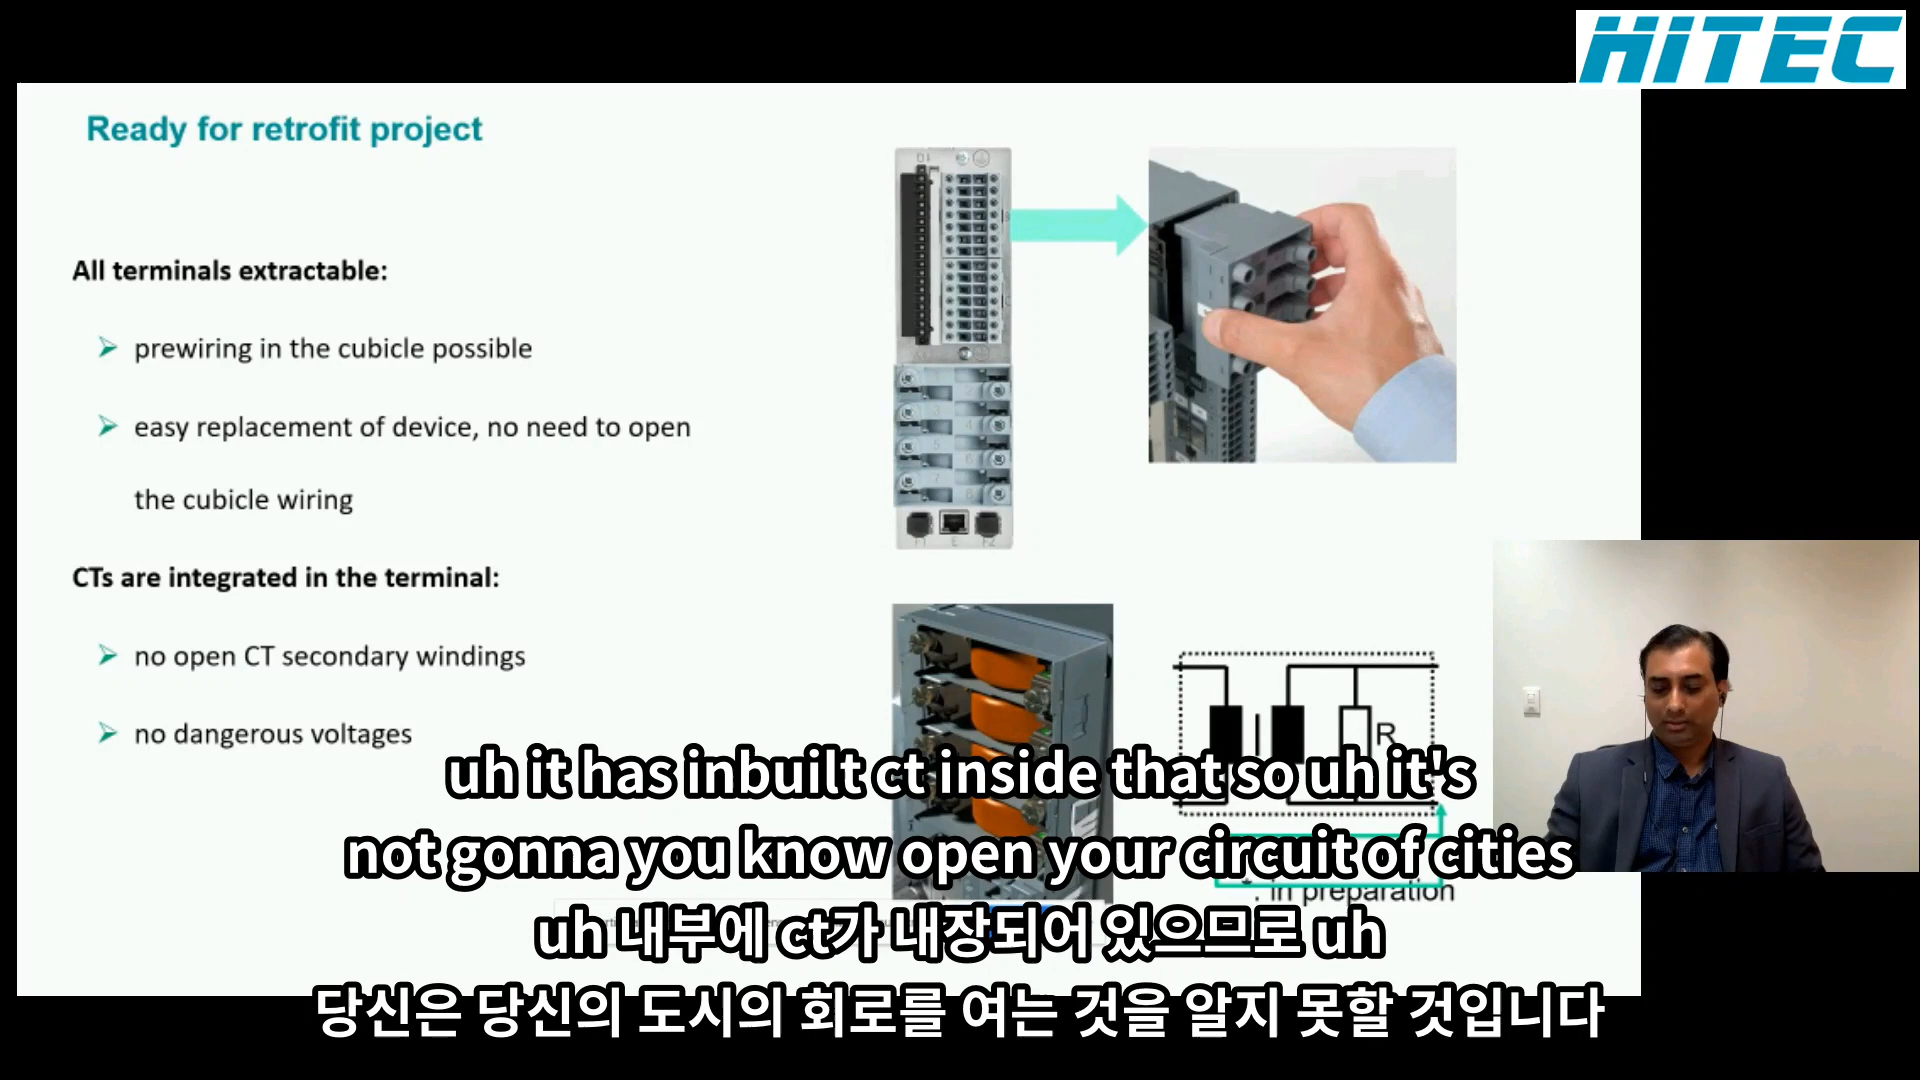 HITEC
Ready for retrofit project
All terminals extractable:
prewiring in the cubicle possible
easy replacement of device, no need to open
the cubicle wiring
CTs are integrated in the terminal:
no open CT secondary windings
no dangerous voltages
R
in preparation
uh it has inbuilt ct inside that so uh it's
not gonna you know open your circuit of cities
uh 내부에 ct가 내장되어 있으므로 uh
당신은 당신의 도시의 회로를 여는 것을 알지 못할 것입니다